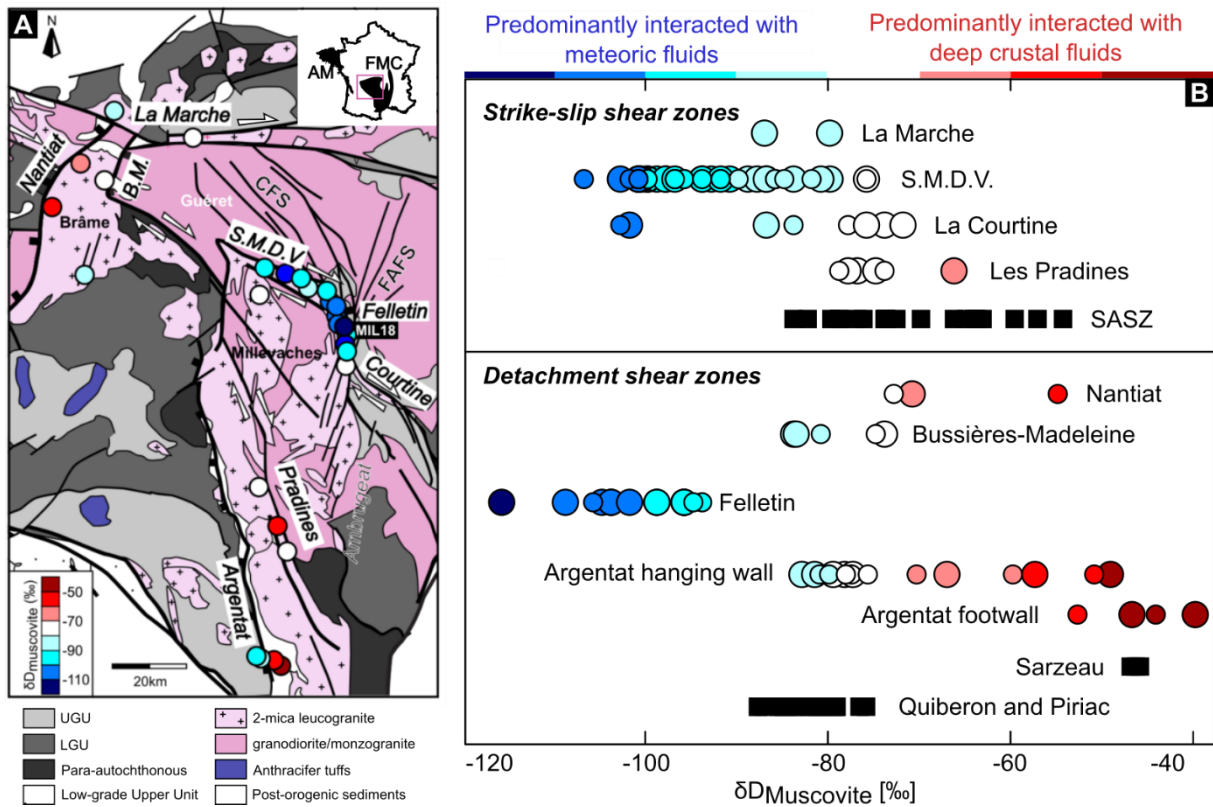 A
N
AM
FMC
La Marche
Nantiat
B.M.
Brâme
Guéret
CFS
S.M.D.V
FAFS
Felletin
MIL18
Millevaches
Courtine
Pradines
Ambrugeat
Argentat
-50
-70
-90
-110
δDmuscovite (‰)
20km
UGU
LGU
Para-autochthonous
Low-grade Upper Unit
2-mica leucogranite
granodiorite/monzogranite
Anthracifer tuffs
Post-orogenic sediments
Predominantly interacted with
meteoric fluids
Predominantly interacted with
deep crustal fluids
B
Strike-slip shear zones
La Marche
S.M.D.V.
La Courtine
Les Pradines
SASZ
Detachment shear zones
Nantiat
Bussières-Madeleine
Felletin
Argentat hanging wall
Argentat footwall
Sarzeau
Quiberon and Piriac
-120 -100 -80 -60 -40
δDMuscovite [‰]